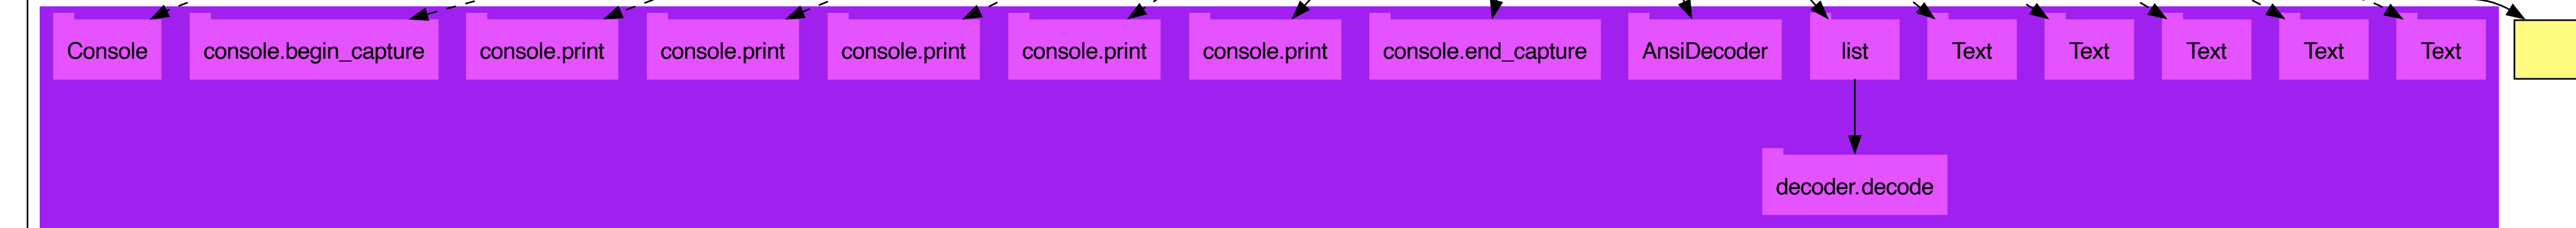 Console
console.begin_capture
console.print
console.print
console.print
console.print
console.print
console.end_capture
AnsiDecoder
list
Text
Text
Text
Text
Text
decoder.decode